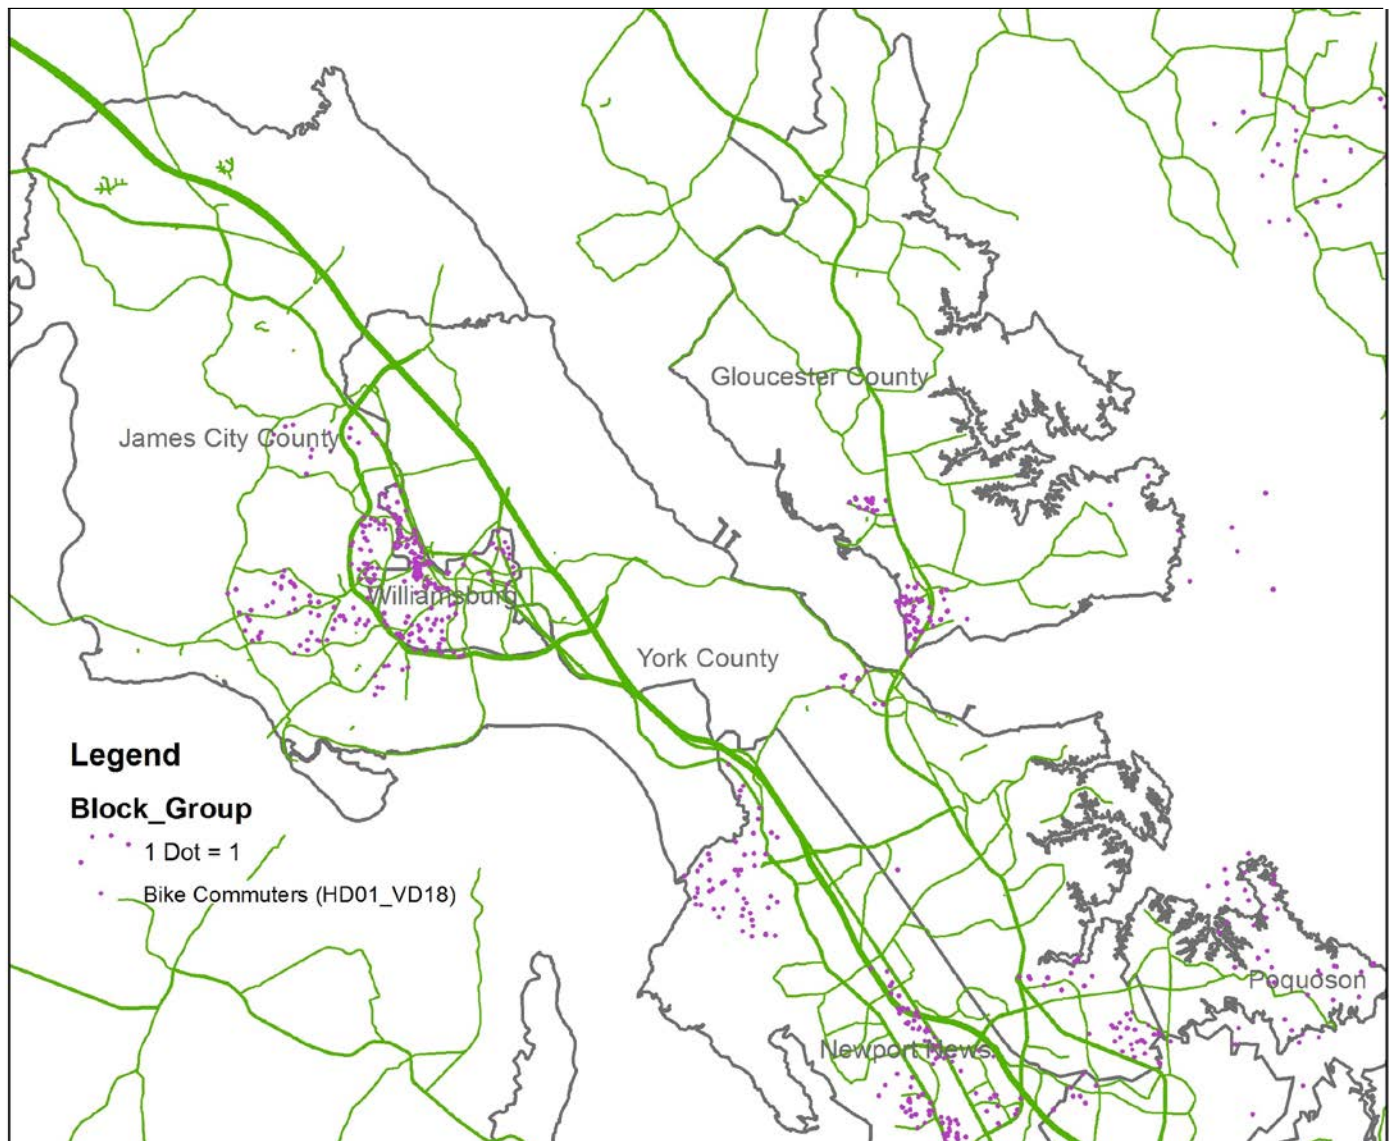 Gloucester County
James City County
Williamsburg
York County
Legend
Block_Group
1 Dot = 1
Bike Commuters (HD01_VD18)
Poquoson
Newport News